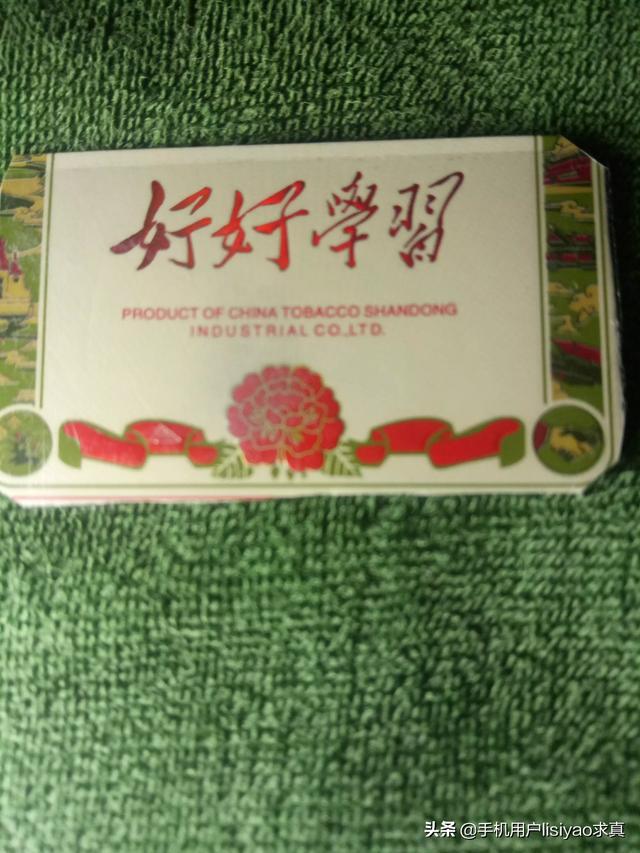 好好學習
PRODUCT OF CHINA TOBACCO SHANDONG
INDUSTRIAL CO.,LTD.
头条 @手机用户lisiyao求真